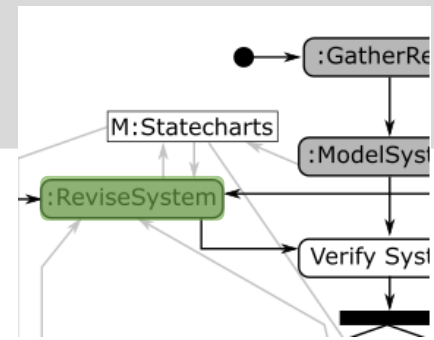 :GatherRe
M:Statecharts
:ModelSyst
:ReviseSystem
Verify Syst